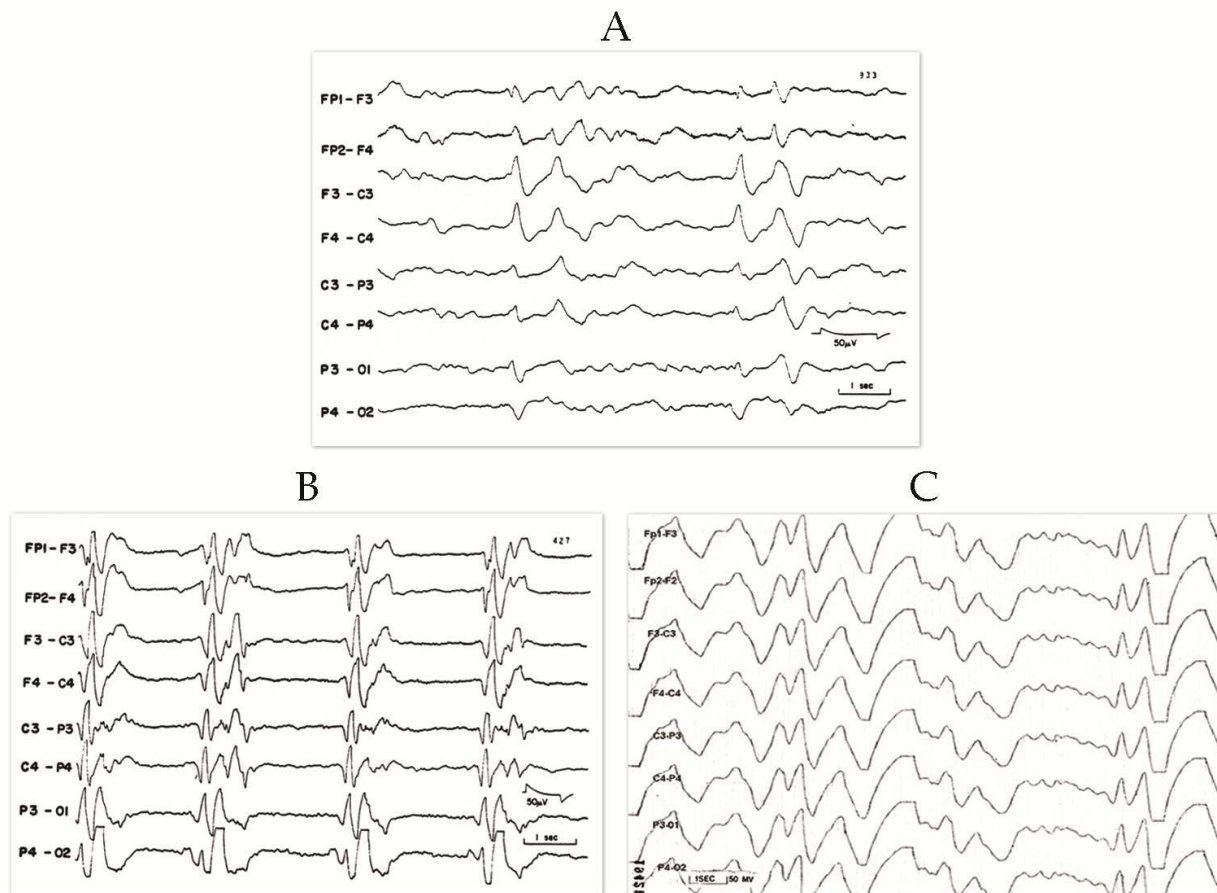 A
933
FP1 - F3
FP2 - F4
F3 - C3
F4 - C4
C3 - P3
C4 - P4
50μV
P3 - O1
1 sec
P4 - O2
B
FP1 - F3
427
FP2 - F4
F3 - C3
F4 - C4
C3 - P3
C4 - P4
50μV
P3 - O1
1 sec
P4 - O2
C
Fp1-F3
Fp2-F2
F3-C3
F4-C4
C3-P3
C4-P4
P3-O1
P4-O2
1SEC 50 MV